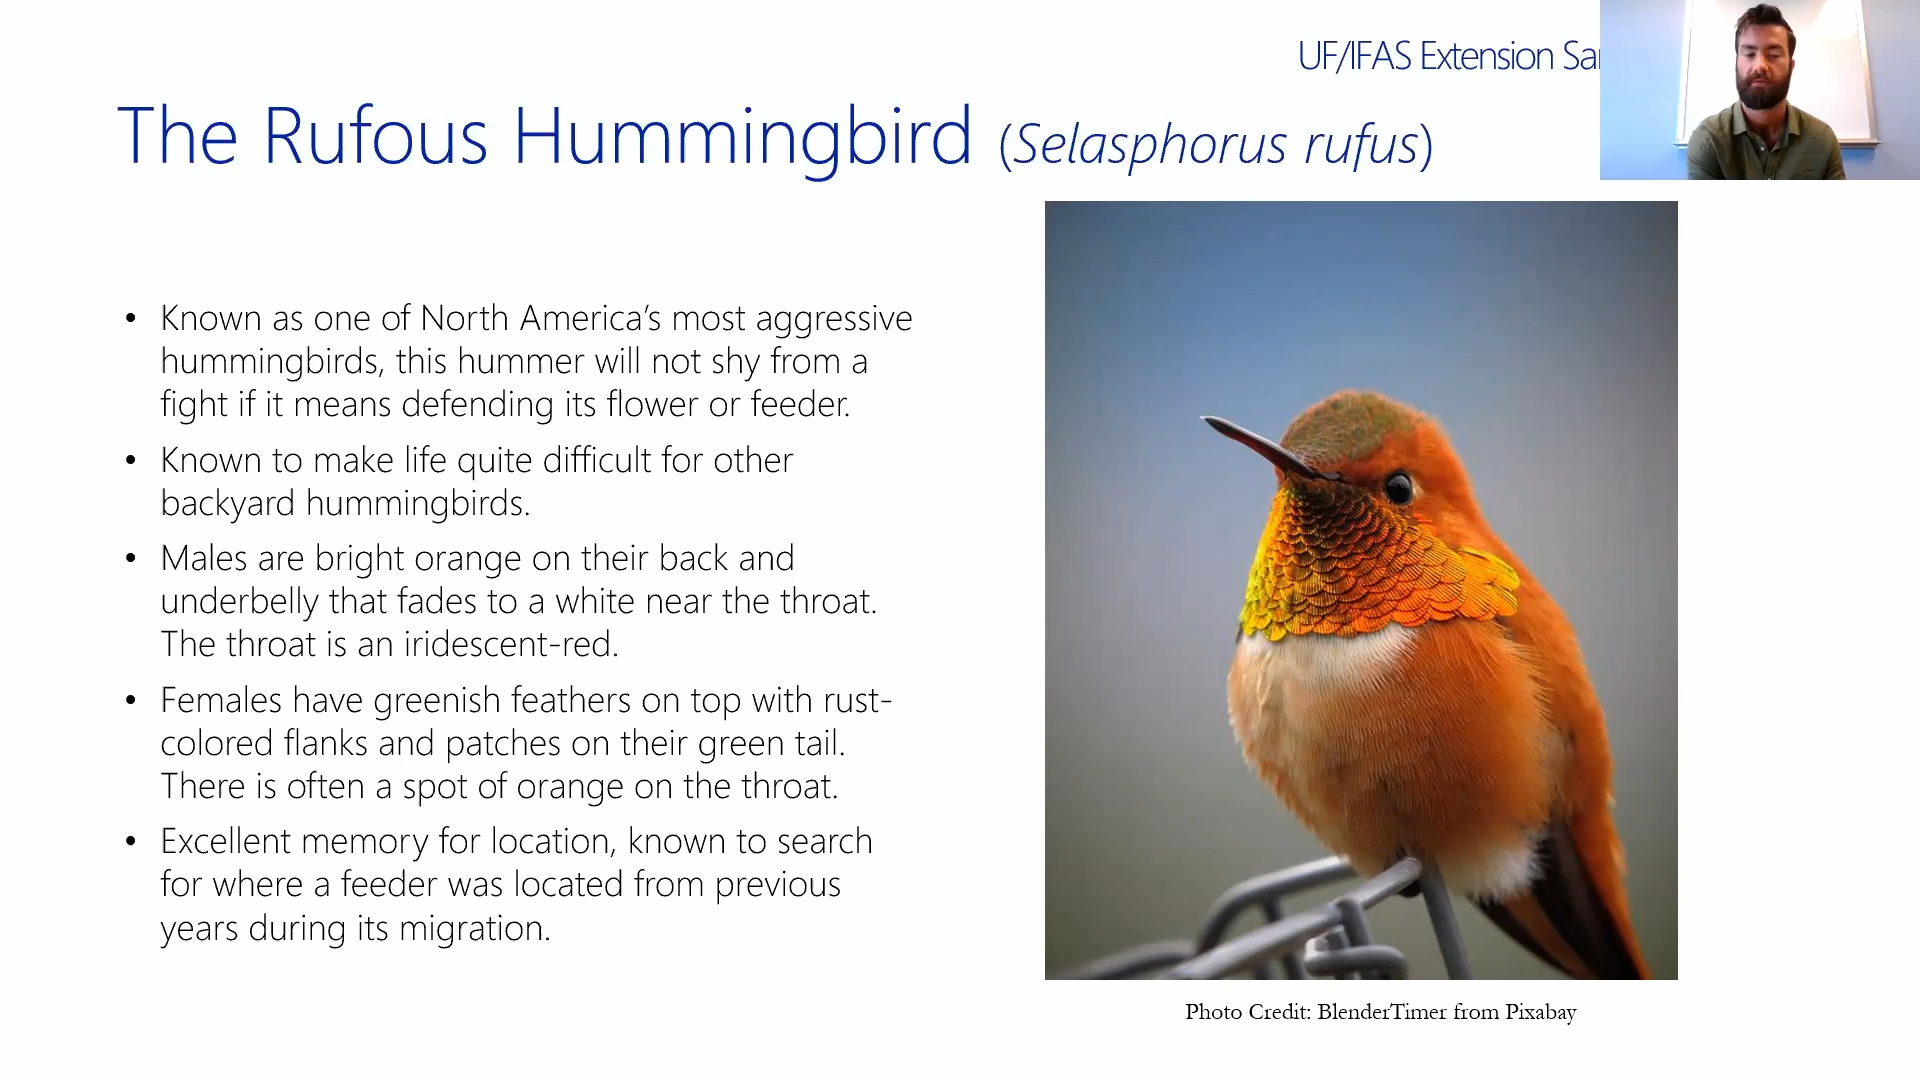 UF/IFAS Extension
The Rufous Hummingbird (Selasphorus rufus)
• Known as one of North America’s most aggressive
hummingbirds, this hummer will not shy from a
fight if it means defending its flower or feeder.
• Known to make life quite difficult for other
backyard hummingbirds.
• Males are bright orange on their back and
underbelly that fades to a white near the throat.
The throat is an iridescent-red.
• Females have greenish feathers on top with rust-
colored flanks and patches on their green tail.
There is often a spot of orange on the throat.
• Excellent memory for location, known to search
for where a feeder was located from previous
years during its migration.
Photo Credit: BlenderTimer from Pixabay